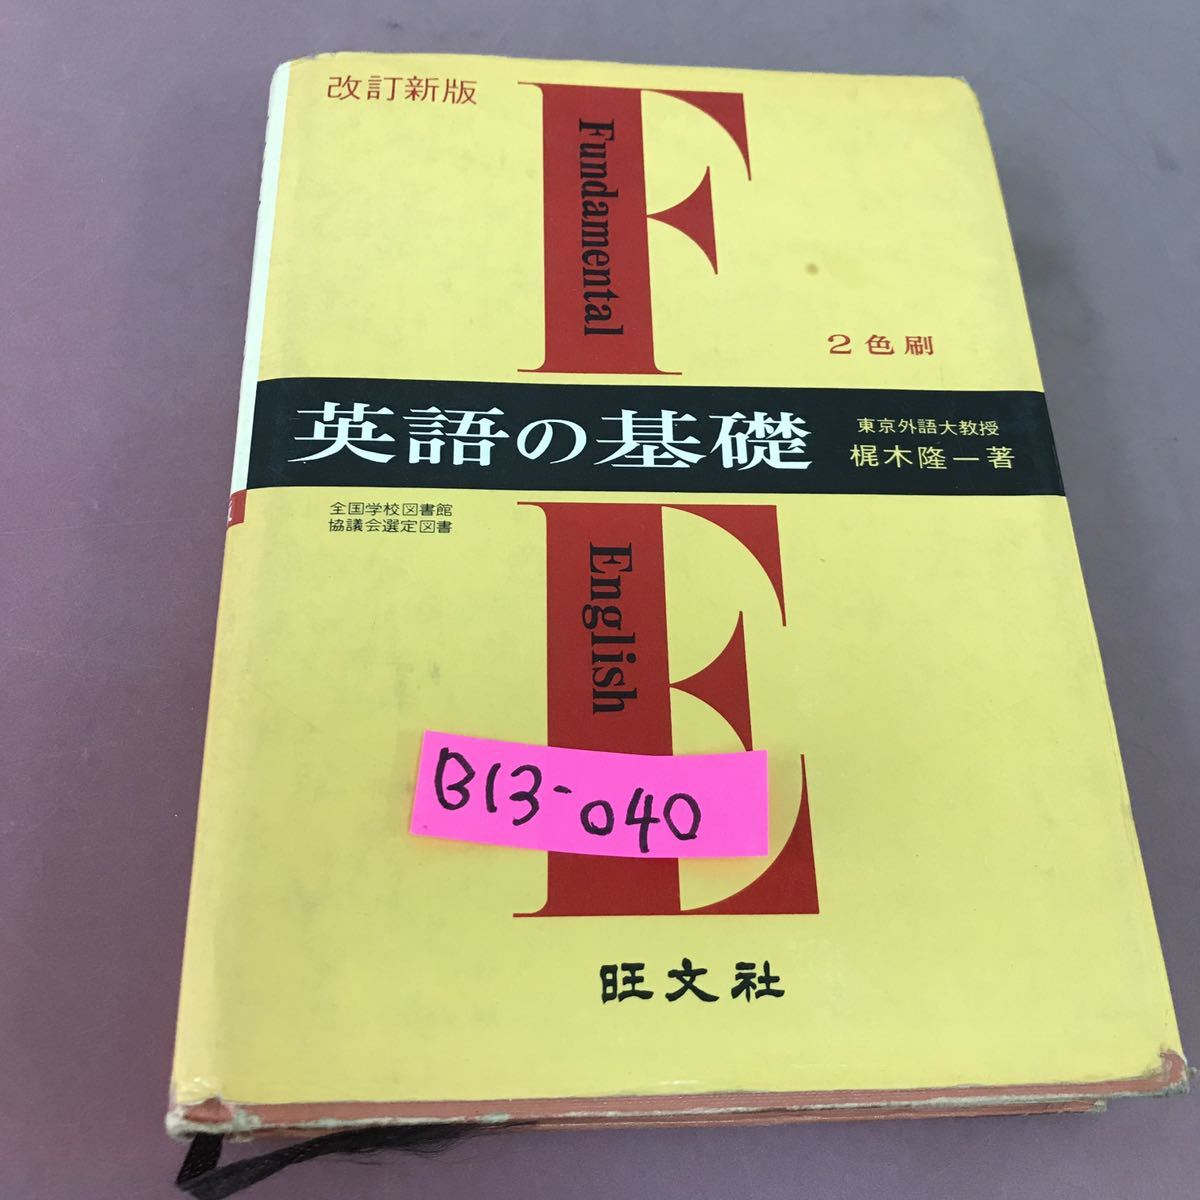 改訂新版
Fundamental
2色刷
英語の基礎
東京外語大教授
梶木隆一著
全国学校図書館
協議会選定図書
English
B13-040
旺文社